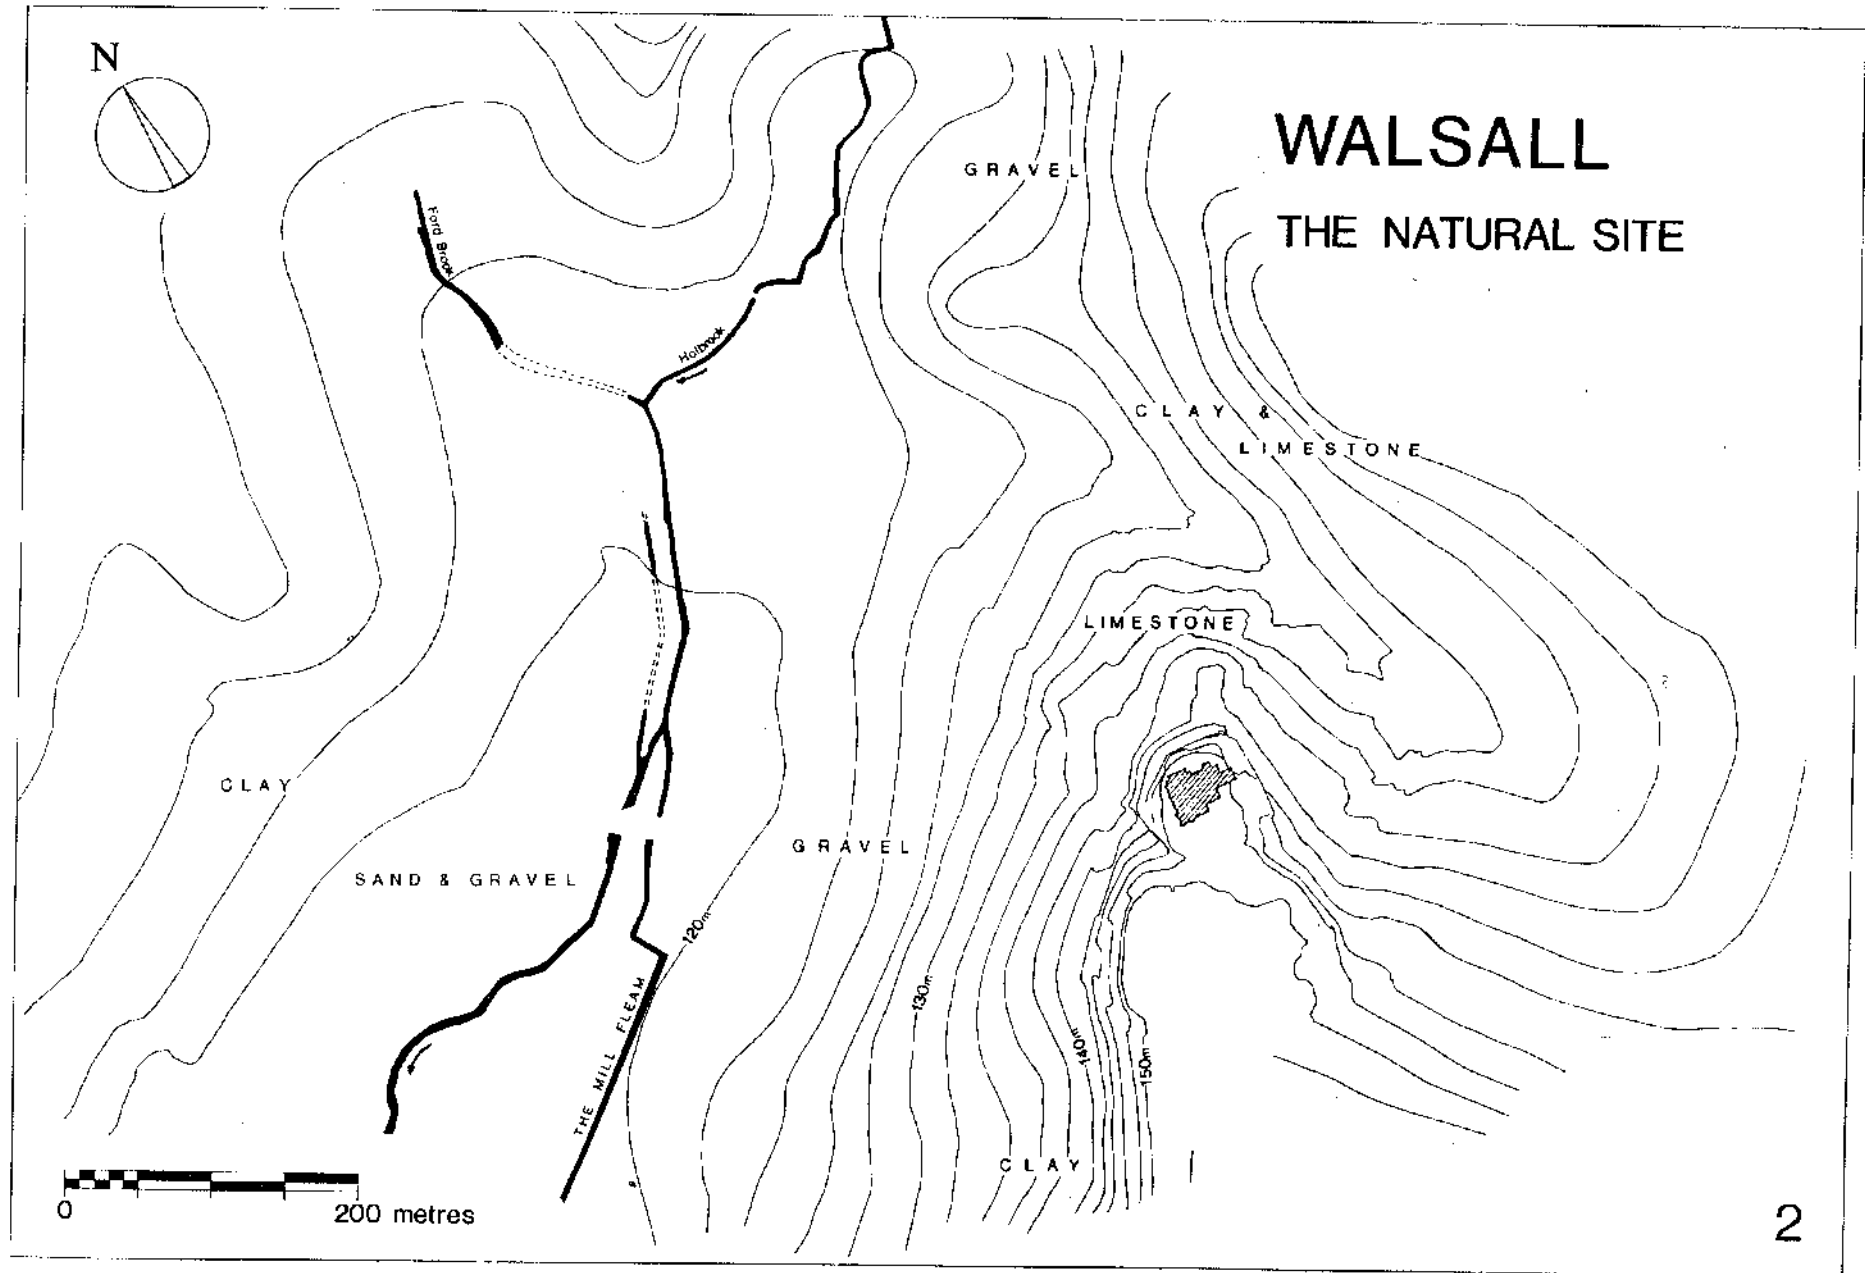 N
WALSALL
THE NATURAL SITE
GRAVEL
Ford Brook
Holbrook
CLAY &
LIMESTONE
LIMESTONE
CLAY
GRAVEL
SAND & GRAVEL
120m
130m
THE MILL FLEAM
140m
150m
CLAY
0
200 metres
2